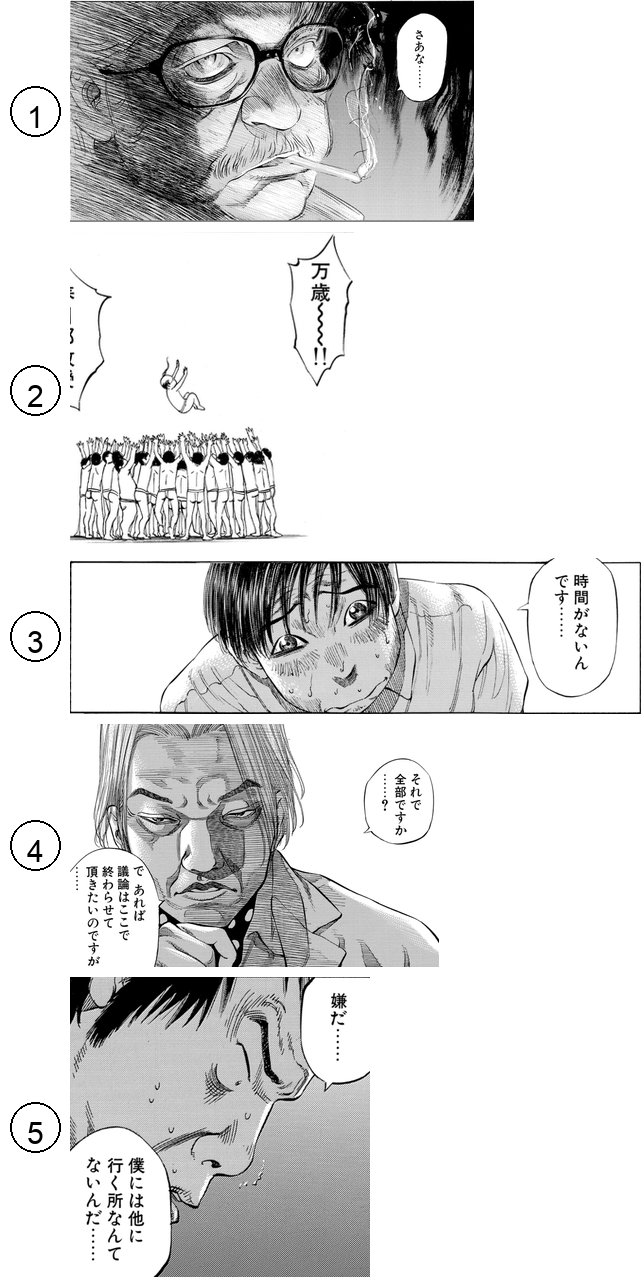 1
さあな……
2
万歳〜〜〜!!
3
時間がないん
です……
4
それで
全部ですか
……？
で あれば
議論はここで
終わらせて
頂きたいのですが
……
5
嫌だ……
僕には他に
行く所なんて
ないんだ……